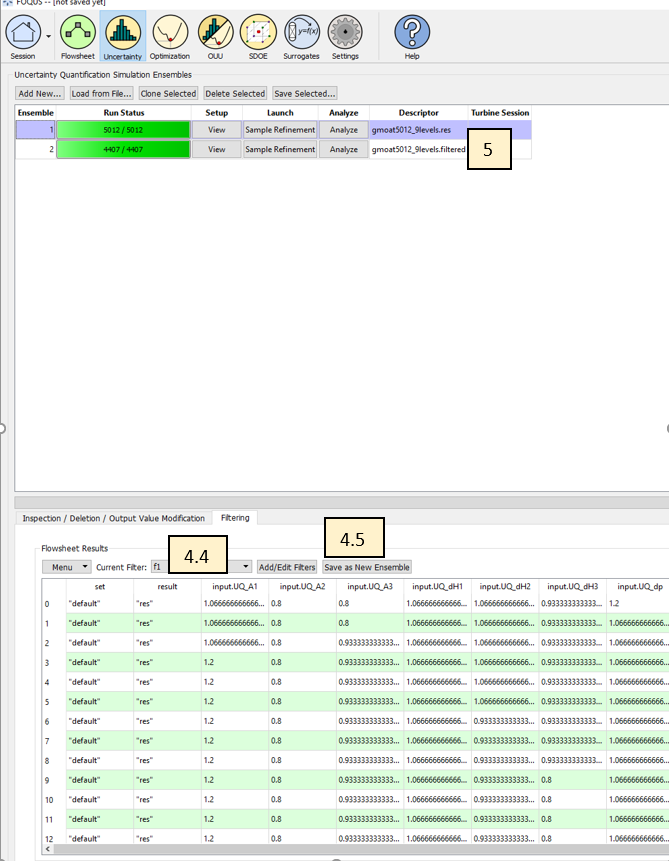 FOQUS -- [not saved yet]
y=f(x)
?
Session Flowsheet Uncertainty Optimization OUU SDOE Surrogates Settings Help
Uncertainty Quantification Simulation Ensembles
Add New... Load from File... Clone Selected Delete Selected Save Selected...
Ensemble Run Status Setup Launch Analyze Descriptor Turbine Session
1 5012 / 5012 View Sample Refinement Analyze gmoat5012_9levels.res
2 4407 / 4407 View Sample Refinement Analyze gmoat5012_9levels.filtered
5
Inspection / Deletion / Output Value Modification Filtering
4.4 4.5
Flowsheet Results
Menu Current Filter: f1 Add/Edit Filters Save as New Ensemble
set result input.UQ_A1 input.UQ_A2 input.UQ_A3 input.UQ_dH1 input.UQ_dH2 input.UQ_dH3 input.UQ_dp
0 "default" "res" 1.066666666666... 0.8 0.8 1.066666666666... 1.066666666666... 0.933333333333... 1.2
1 "default" "res" 1.066666666666... 0.8 0.8 1.066666666666... 1.066666666666... 0.933333333333... 1.066666666666...
2 "default" "res" 1.066666666666... 0.8 0.933333333333... 1.066666666666... 1.066666666666... 0.933333333333... 1.066666666666...
3 "default" "res" 1.2 0.8 0.933333333333... 1.066666666666... 1.066666666666... 0.933333333333... 1.066666666666...
4 "default" "res" 1.2 0.8 0.933333333333... 1.066666666666... 1.066666666666... 0.933333333333... 1.066666666666...
5 "default" "res" 1.2 0.8 0.933333333333... 1.066666666666... 1.066666666666... 0.933333333333... 1.066666666666...
6 "default" "res" 1.2 0.8 0.933333333333... 1.066666666666... 0.933333333333... 0.933333333333... 1.066666666666...
7 "default" "res" 1.2 0.8 0.933333333333... 1.066666666666... 0.933333333333... 0.933333333333... 1.066666666666...
8 "default" "res" 1.2 0.8 0.933333333333... 1.066666666666... 0.933333333333... 0.933333333333... 1.066666666666...
9 "default" "res" 1.2 0.8 0.933333333333... 1.066666666666... 0.933333333333... 0.8 1.066666666666...
10 "default" "res" 1.2 0.8 0.933333333333... 1.066666666666... 0.933333333333... 0.8 1.066666666666...
11 "default" "res" 1.2 0.8 0.933333333333... 1.066666666666... 0.933333333333... 0.8 1.066666666666...
12 "default" "res" 1.2 0.8 0.933333333333... 1.066666666666... 0.933333333333... 0.8 1.066666666666...